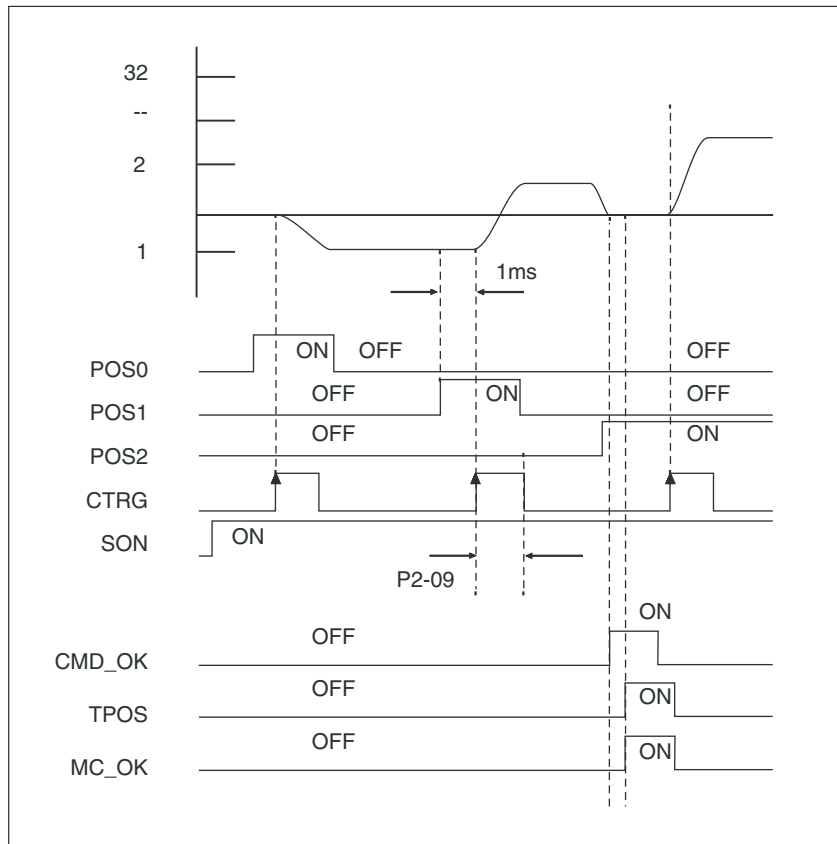 32
--
2
1
1ms
POS0 ON OFF OFF
POS1 OFF ON OFF
POS2 OFF ON
CTRG
SON ON
P2-09
ON
CMD_OK OFF
TPOS OFF ON
MC_OK OFF ON